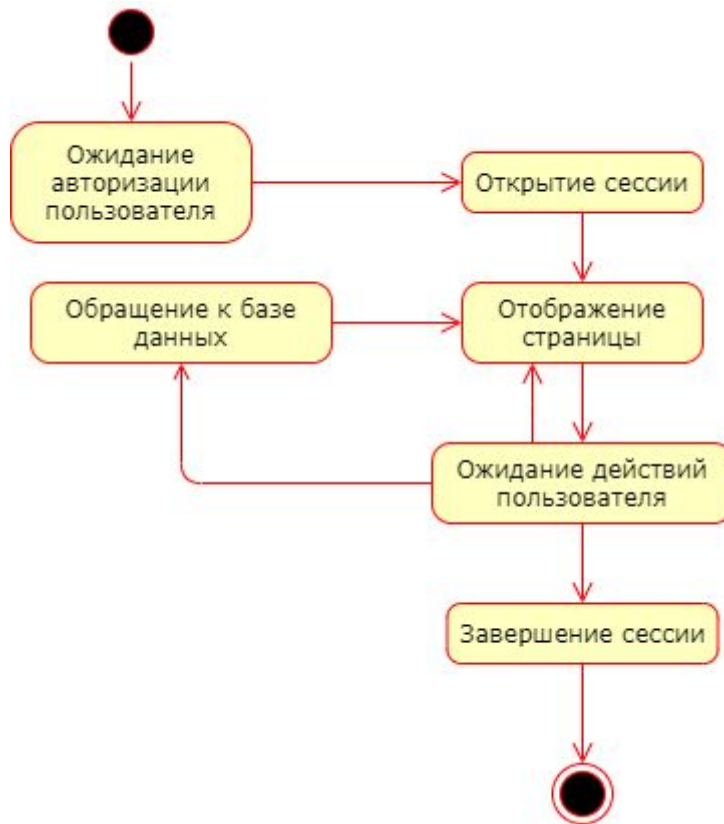 Ожидание
авторизации
пользователя
Открытие сессии
Обращение к базе
данных
Отображение
страницы
Ожидание действий
пользователя
Завершение сессии